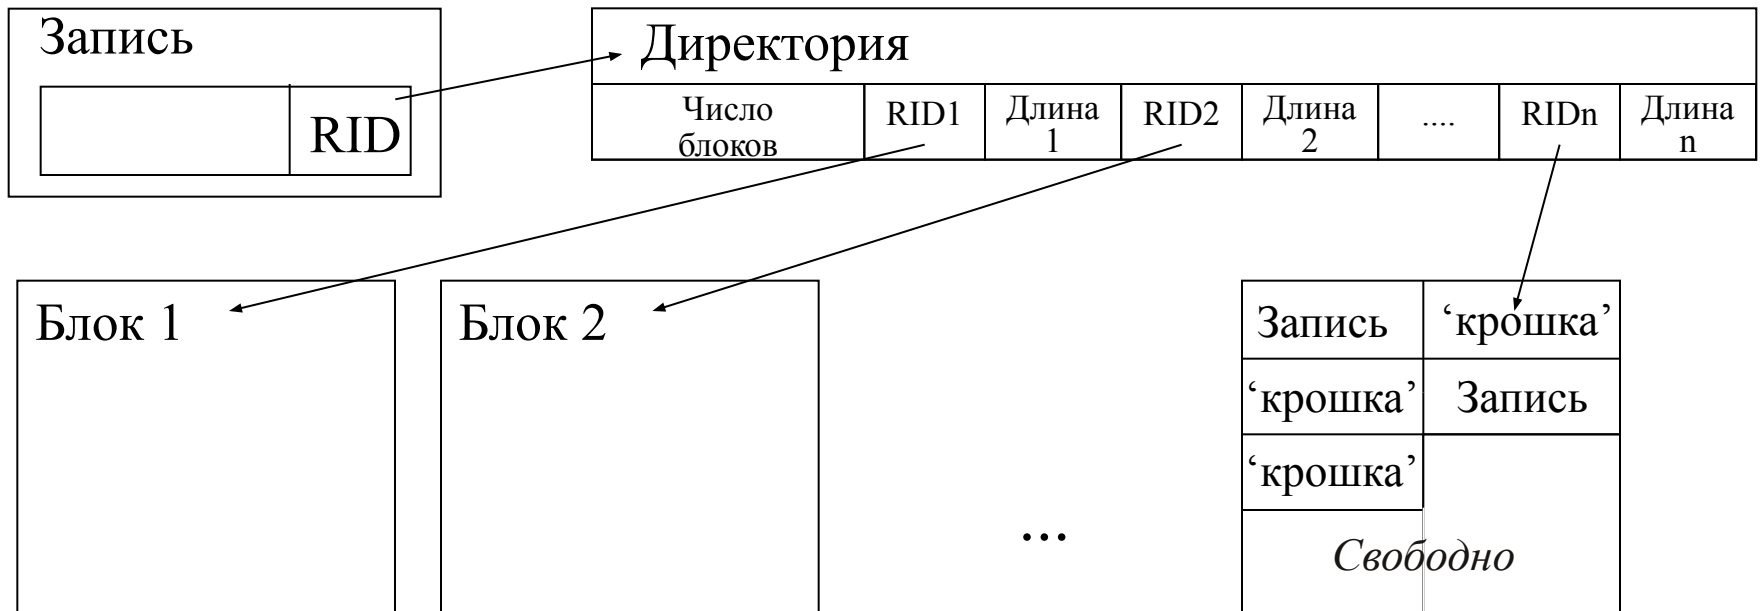 Запись
RID
Директория
Число
блоков
RID1
Длина
1
RID2
Длина
2
....
RIDn
Длина
n
Блок 1
Блок 2
...
Запись
‘крошка’
‘крошка’
Запись
‘крошка’
Свободно